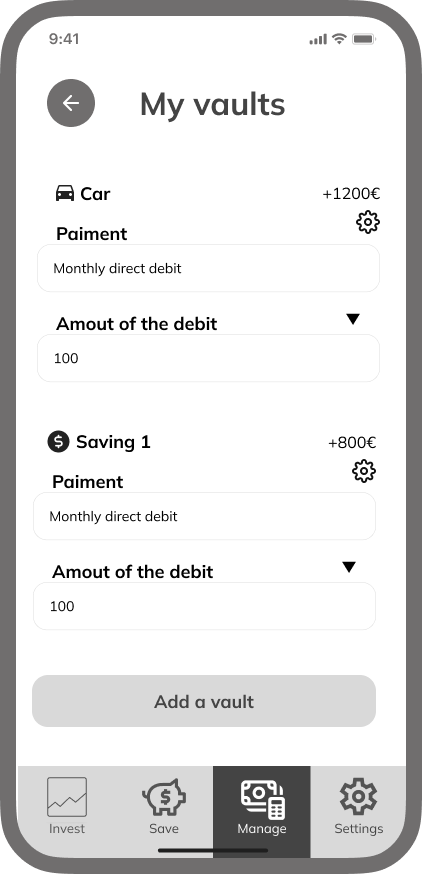 9:41
My vaults
Car +1200€
Paiment
Monthly direct debit
Amout of the debit
100
Saving 1 +800€
Paiment
Monthly direct debit
Amout of the debit
100
Add a vault
Invest Save Manage Settings